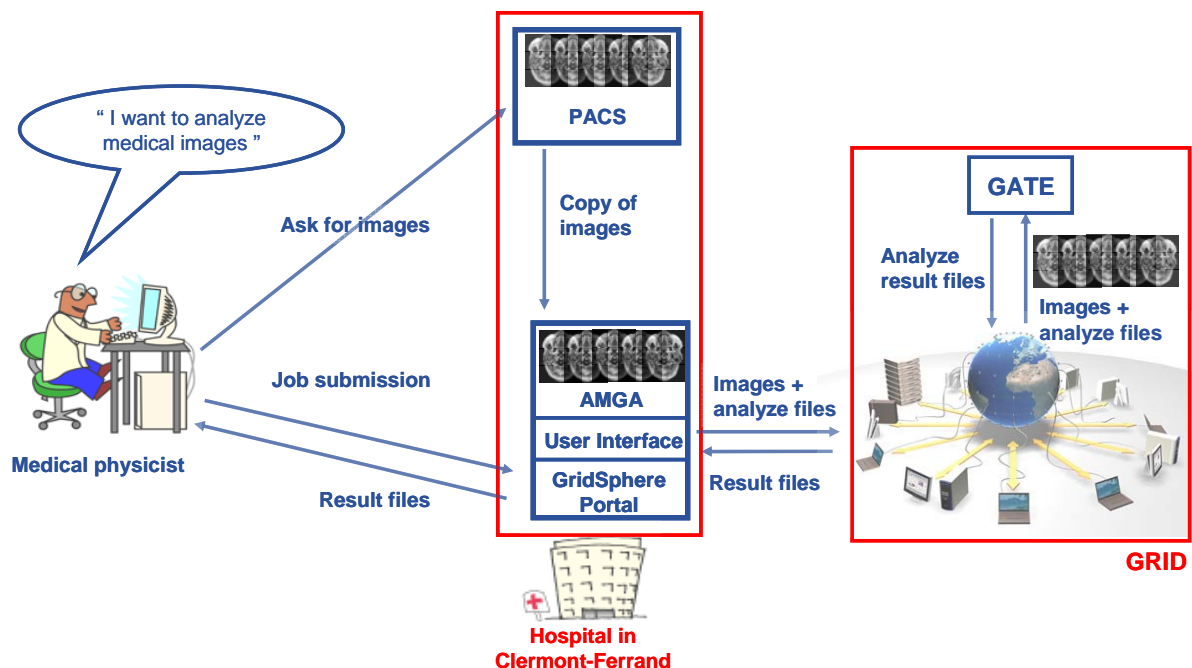 “ I want to analyze
medical images ”
PACS
Ask for images
Copy of
images
GATE
Analyze
result files
Images +
analyze files
Job submission
AMGA
User Interface
GridSphere
Portal
Images +
analyze files
Result files
Medical physicist
Result files
GRID
Hospital in
Clermont-Ferrand